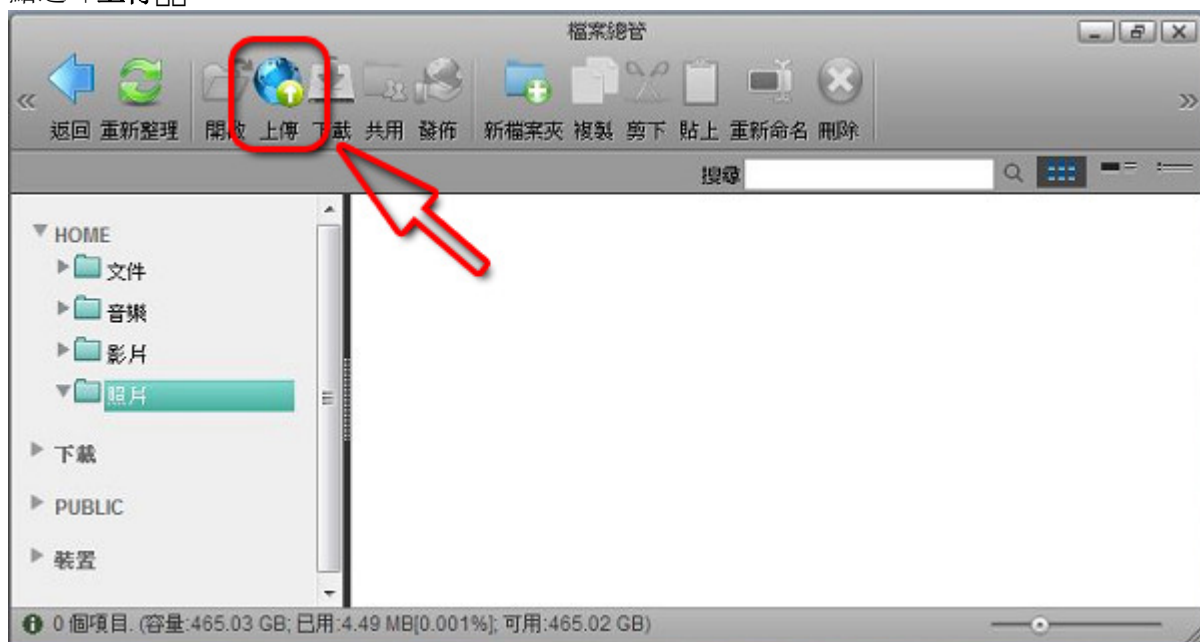 檔案總管
返回 重新整理 開啟 上傳 下載 共用 發佈 新檔案夾 複製 剪下 貼上 重新命名 刪除
搜尋
HOME
文件
音樂
影片
照片
下載
PUBLIC
裝置
0 個項目. (容量:465.03 GB; 已用:4.49 MB[0.001%]; 可用:465.02 GB)